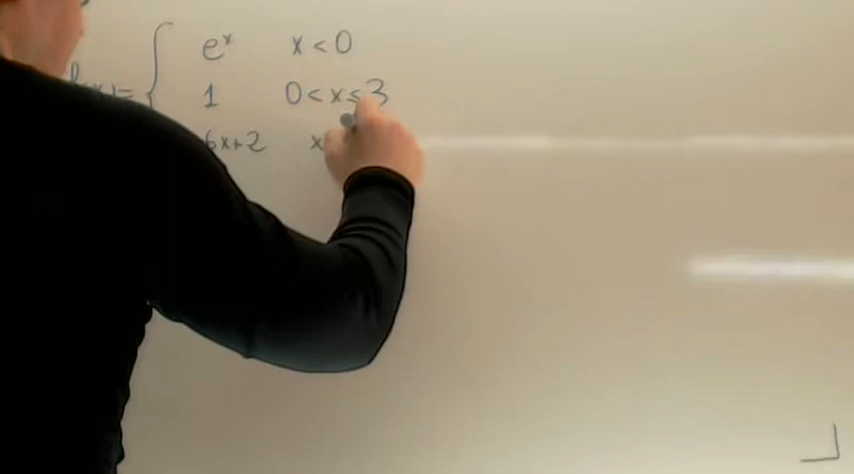 f(x)= { e^x x < 0
1 0 < x ≤ 3
6x+2 x